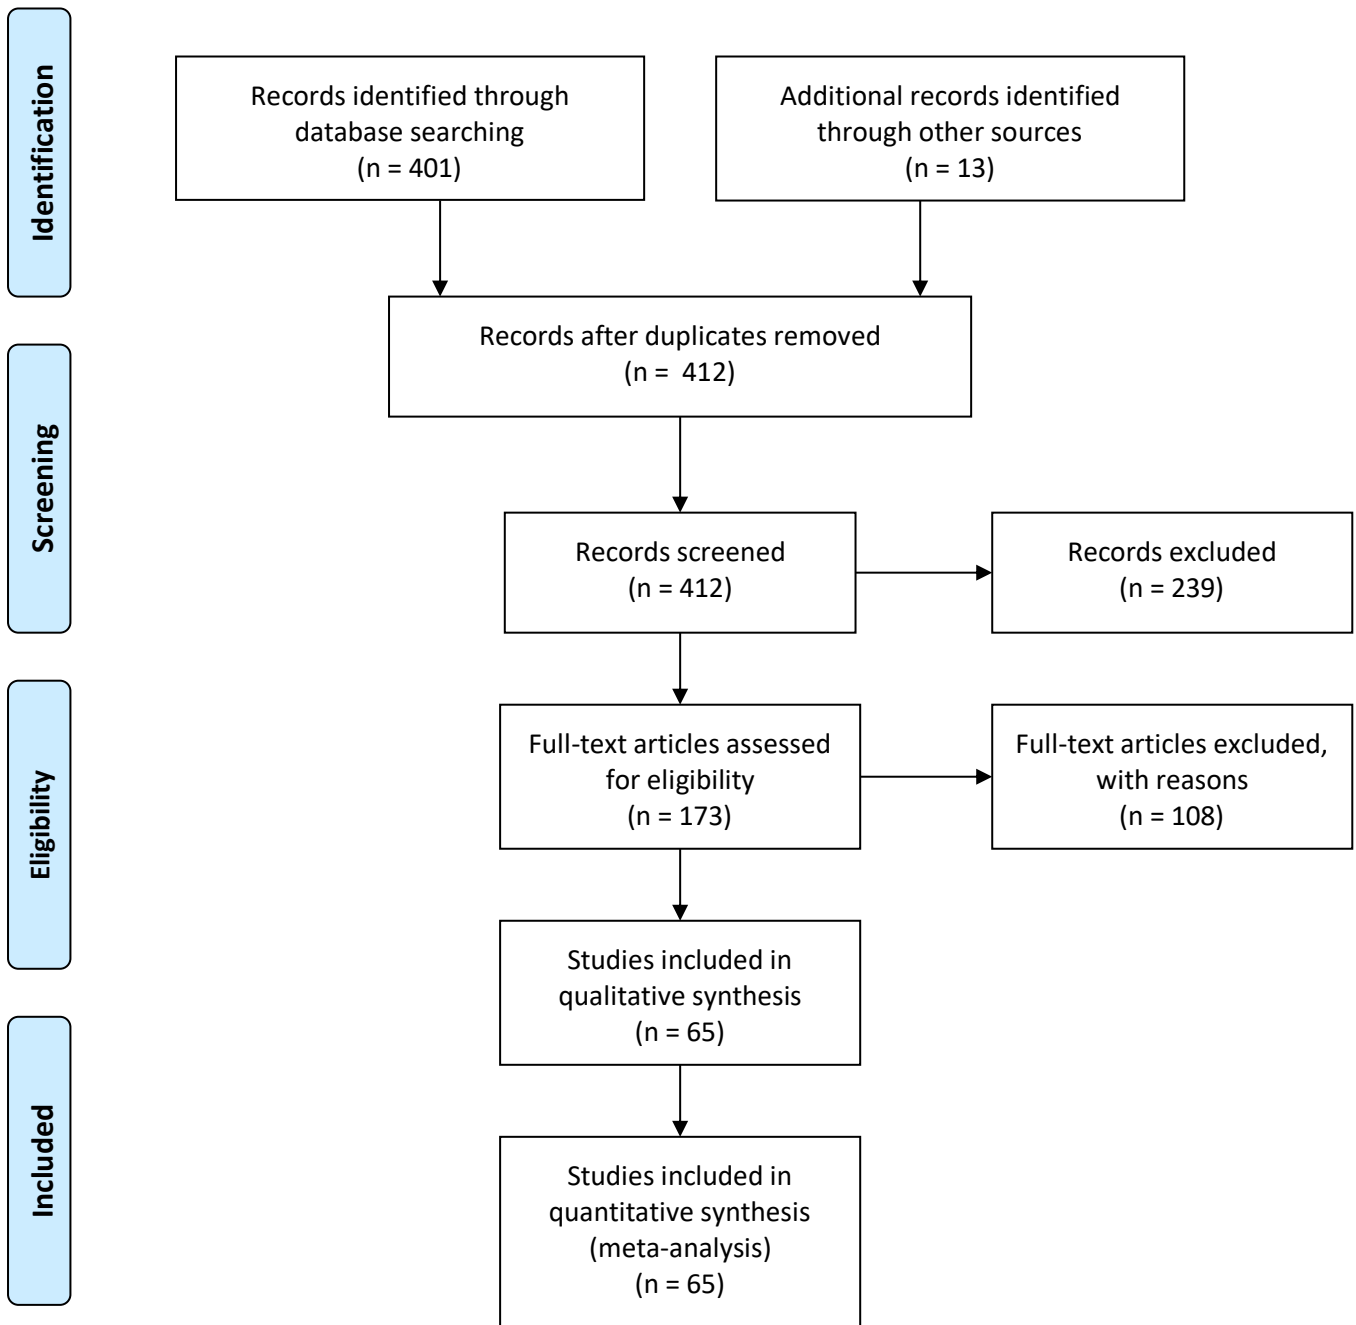 Identification
Records identified through
database searching
(n = 401)
Additional records identified
through other sources
(n = 13)
Records after duplicates removed
(n =  412)
Screening
Records screened
(n = 412)
Records excluded
(n = 239)
Eligibility
Full-text articles assessed
for eligibility
(n = 173)
Full-text articles excluded,
with reasons
(n = 108)
Studies included in
qualitative synthesis
(n = 65)
Included
Studies included in
quantitative synthesis
(meta-analysis)
(n = 65)